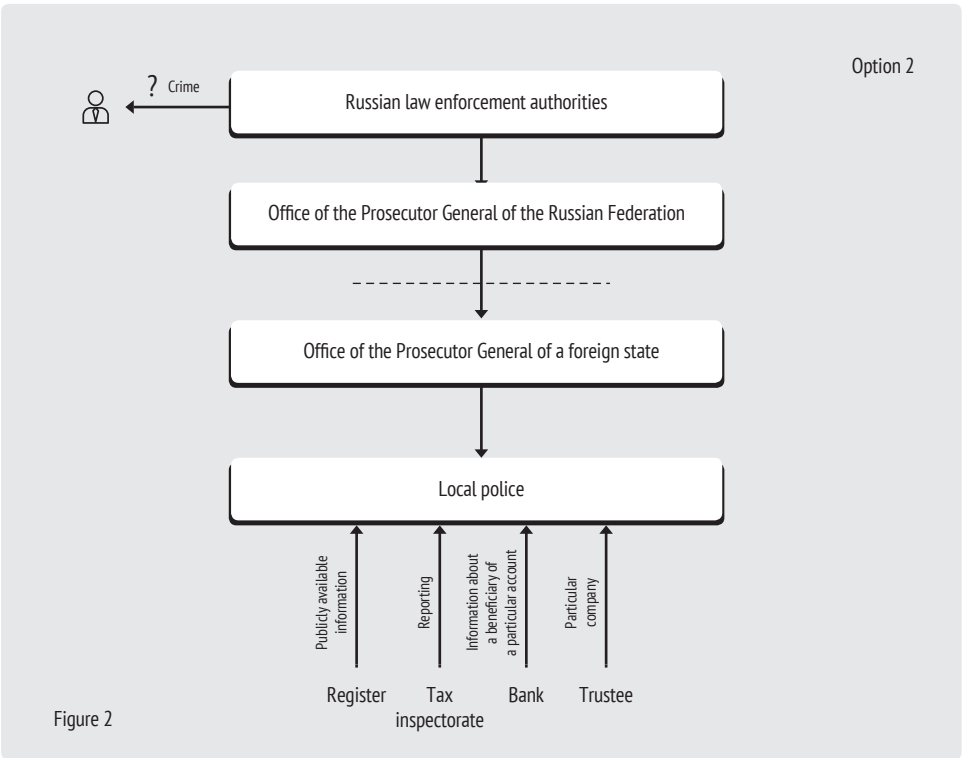 Option 2
? Crime
Russian law enforcement authorities
Office of the Prosecutor General of the Russian Federation
Office of the Prosecutor General of a foreign state
Local police
Publicly available
information
Reporting
Information about
a beneficiary of
a particular account
Particular
company
Register
Tax
inspectorate
Bank
Trustee
Figure 2